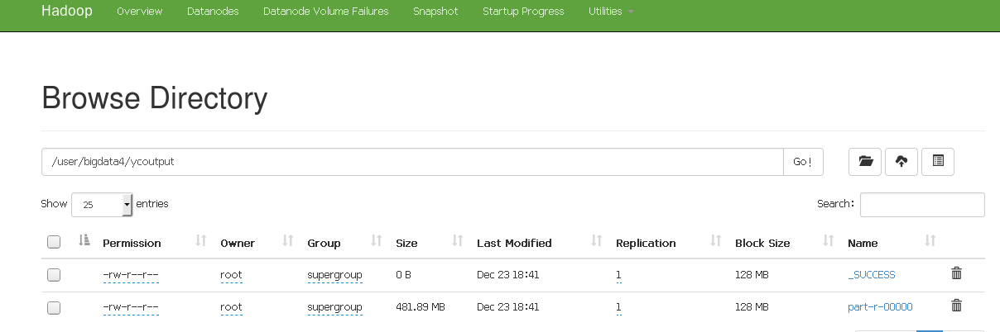 Hadoop Overview Datanodes Datanode Volume Failures Snapshot Startup Progress Utilities
Browse Directory
/user/bigdata4/ycoutput Go!
Show 25 entries Search:
Permission Owner Group Size Last Modified Replication Block Size Name
-rw-r--r-- root supergroup 0 B Dec 23 18:41 1 128 MB _SUCCESS
-rw-r--r-- root supergroup 481.89 MB Dec 23 18:41 1 128 MB part-r-00000